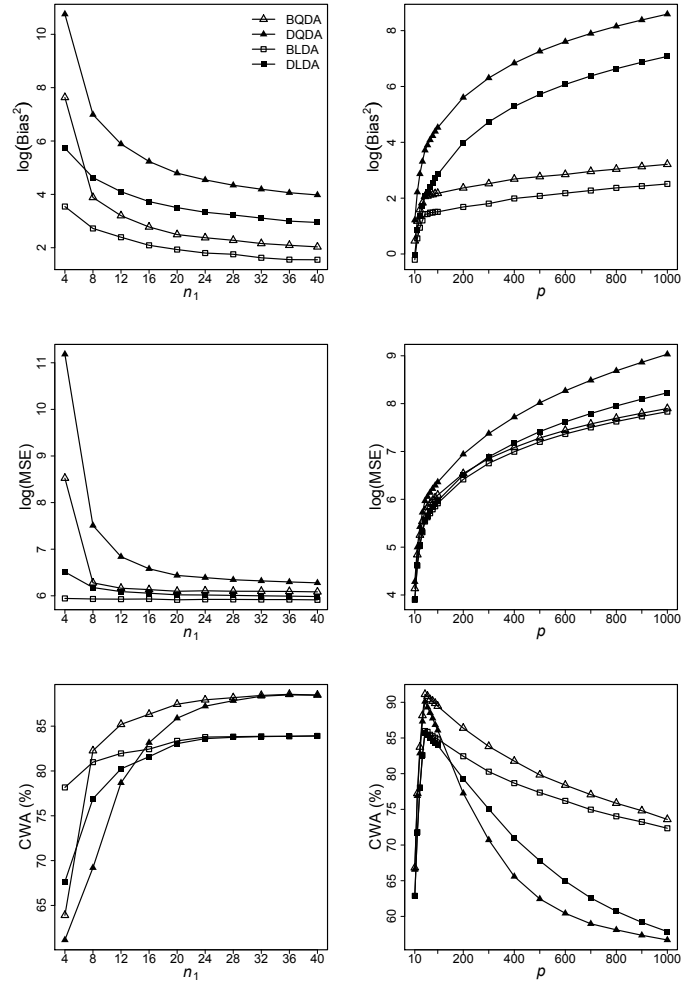 BQDA
DQDA
BLDA
DLDA
log(Bias²)
2 4 6 8 10
4 8 12 16 20 24 28 32 36 40
n₁
log(Bias²)
0 2 4 6 8
10 200 400 600 800 1000
p
log(MSE)
6 7 8 9 10 11
4 8 12 16 20 24 28 32 36 40
n₁
log(MSE)
4 5 6 7 8 9
10 200 400 600 800 1000
p
CWA (%)
65 70 75 80 85
4 8 12 16 20 24 28 32 36 40
n₁
CWA (%)
60 65 70 75 80 85 90
10 200 400 600 800 1000
p